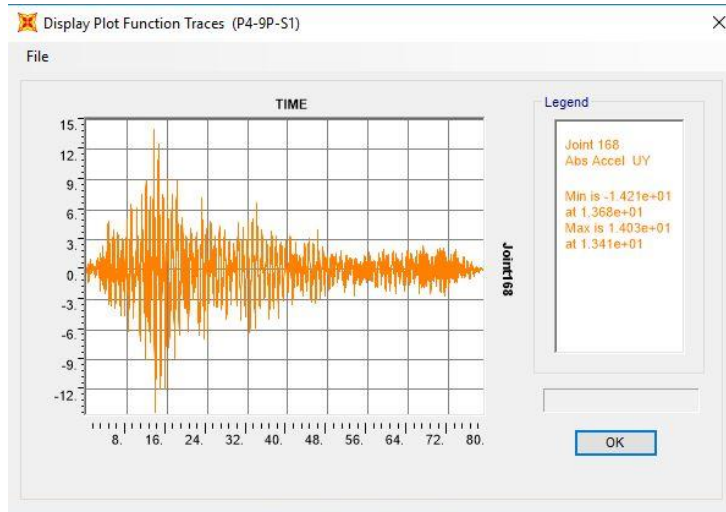 Display Plot Function Traces (P4-9P-S1)
File
TIME
Legend
15.
12.
9.
6.
3.
0.
-3.
-6.
-9.
-12.
Joint 168
Abs Accel UY
Min is -1.421e+01
at 1.368e+01
Max is 1.403e+01
at 1.341e+01
Joint168
8. 16. 24. 32. 40. 48. 56. 64. 72. 80.
OK